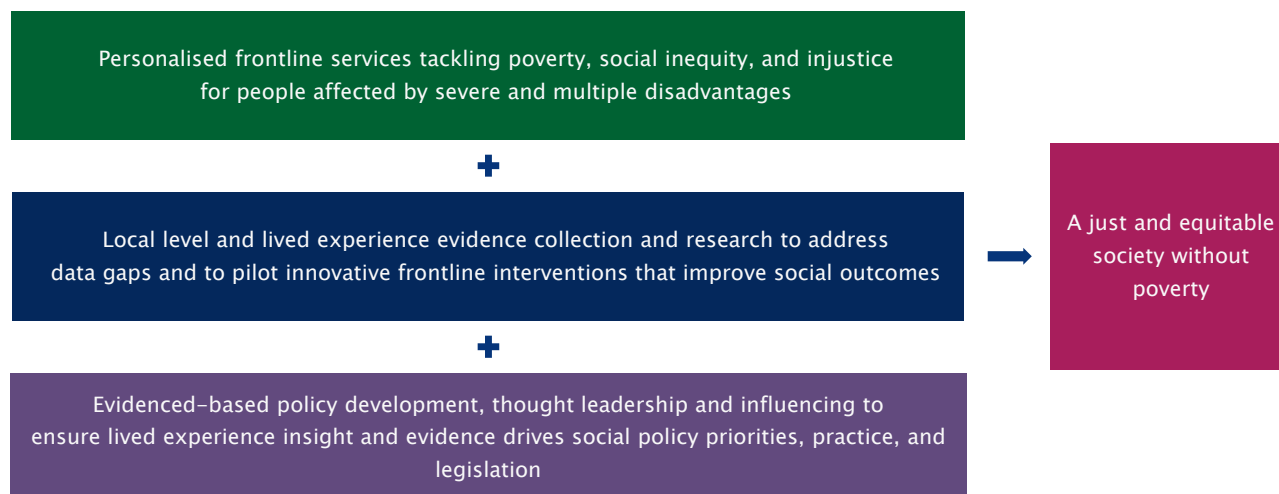 Personalised frontline services tackling poverty, social inequity, and injustice
for people affected by severe and multiple disadvantages
+
Local level and lived experience evidence collection and research to address
data gaps and to pilot innovative frontline interventions that improve social outcomes
+
Evidenced-based policy development, thought leadership and influencing to
ensure lived experience insight and evidence drives social policy priorities, practice, and
legislation
A just and equitable
society without
poverty